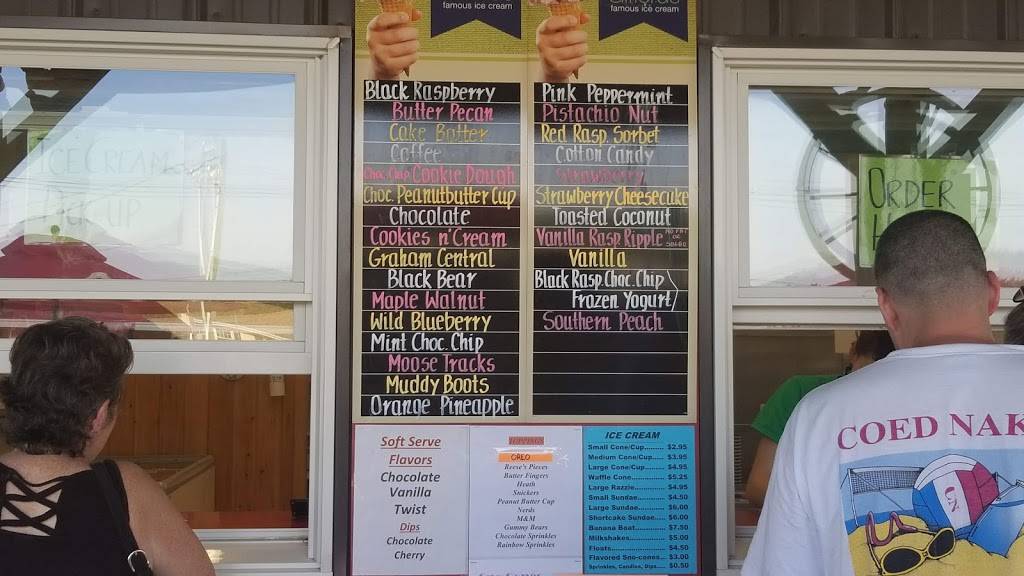 famous ice cream
famous ice cream
Black Raspberry
Butter Pecan
Cake Batter
Coffee
Choc. Chip Cookie Dough
Choc. Peanutbutter Cup
Chocolate
Cookies n' Cream
Graham Central
Black Bear
Maple Walnut
Wild Blueberry
Mint Choc. Chip
Moose Tracks
Muddy Boots
Orange Pineapple
Pink Peppermint
Pistachio Nut
Red Rasp. Sorbet
Cotton Candy
Strawberry
Strawberry Cheesecake
Toasted Coconut
Vanilla Rasp Ripple
Vanilla
Black Rasp. Choc. Chip
Frozen Yogurt
Southern Peach
Soft Serve
Flavors
Chocolate
Vanilla
Twist
Dips
Chocolate
Cherry
TOPPINGS
OREO
Reese's Pieces
Butter Fingers
Heath
Snickers
Peanut Butter Cup
Nerds
M&M
Gummy Bears
Chocolate Sprinkles
Rainbow Sprinkles
ICE CREAM
Small Cone/Cup.......... $2.95
Medium Cone/Cup..... $3.95
Large Cone/Cup......... $4.95
Waffle Cone................ $5.25
Large Razzle............... $4.95
Small Sundae.............. $4.50
Large Sundae.............. $6.00
Shortcake Sundae...... $6.00
Banana Boat............... $7.50
Milkshakes................. $5.00
Floats.......................... $4.50
Flavored Sno-cones... $3.00
Sprinkles, Candies, Dips..... $0.50
ICE CREAM
UP
ORDER
COED NAK